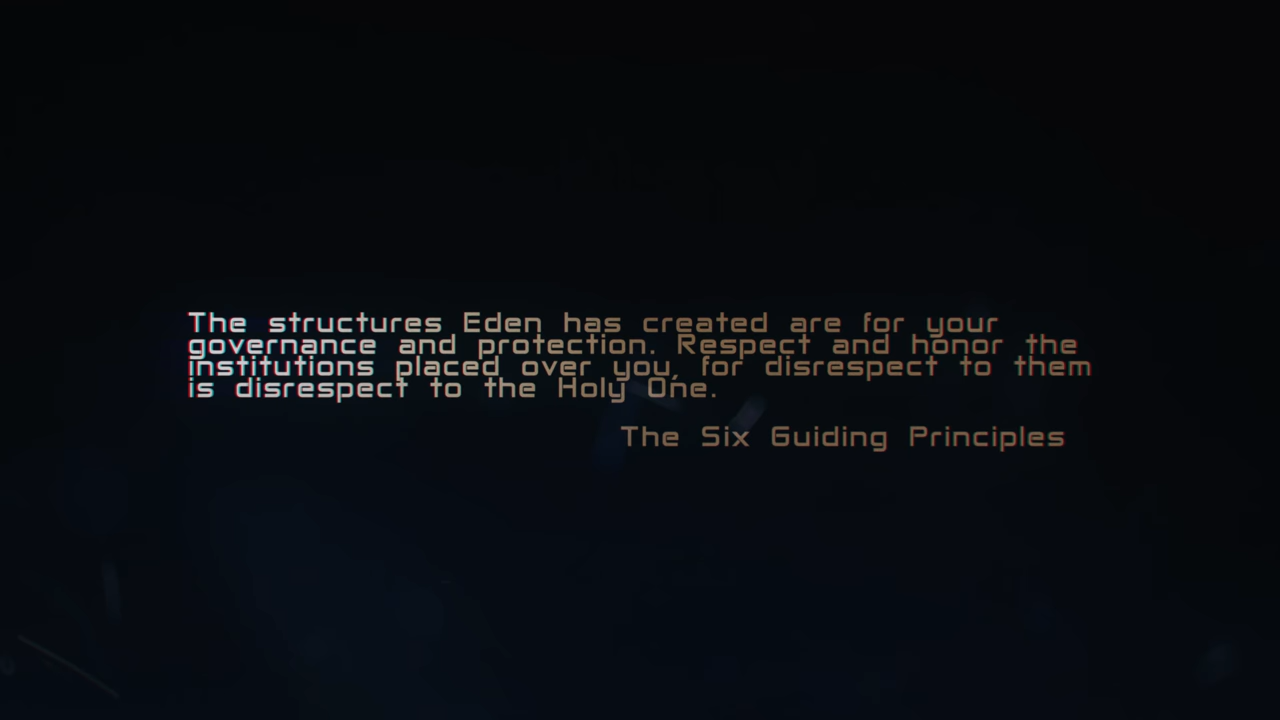 The structures Eden has created are for your
governance and protection. Respect and honor the
institutions placed over you, for disrespect to them
is disrespect to the Holy One.
The Six Guiding Principles